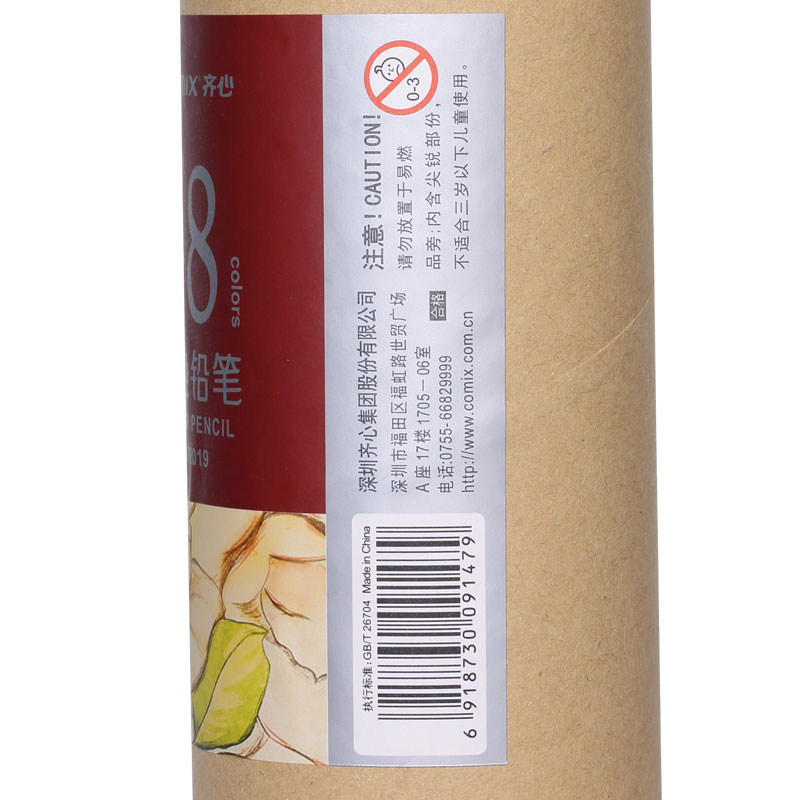 齐心
8
colors
铅笔
PENCIL
0-3
注意！CAUTION!
请勿放置于易燃
品旁；内含尖锐部份，
不适合三岁以下儿童使用。
深圳齐心集团股份有限公司
深圳市福田区福虹路世贸广场
A座17楼1705-06室
电话:0755-66829999
http://www.comix.com.cn
合格
执行标准:GB/T 26704 Made in China
6 918730 091479